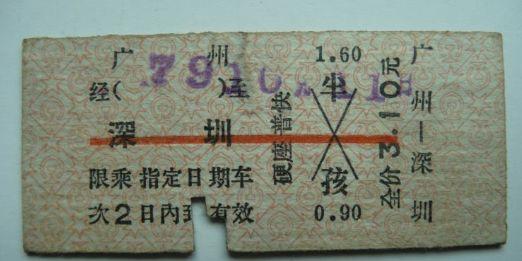 广州
经( )至
深圳
限乘指定日期车
次2日内到有效
硬座普快
1.60
半
孩
0.90
全价3.10元
广州—深圳